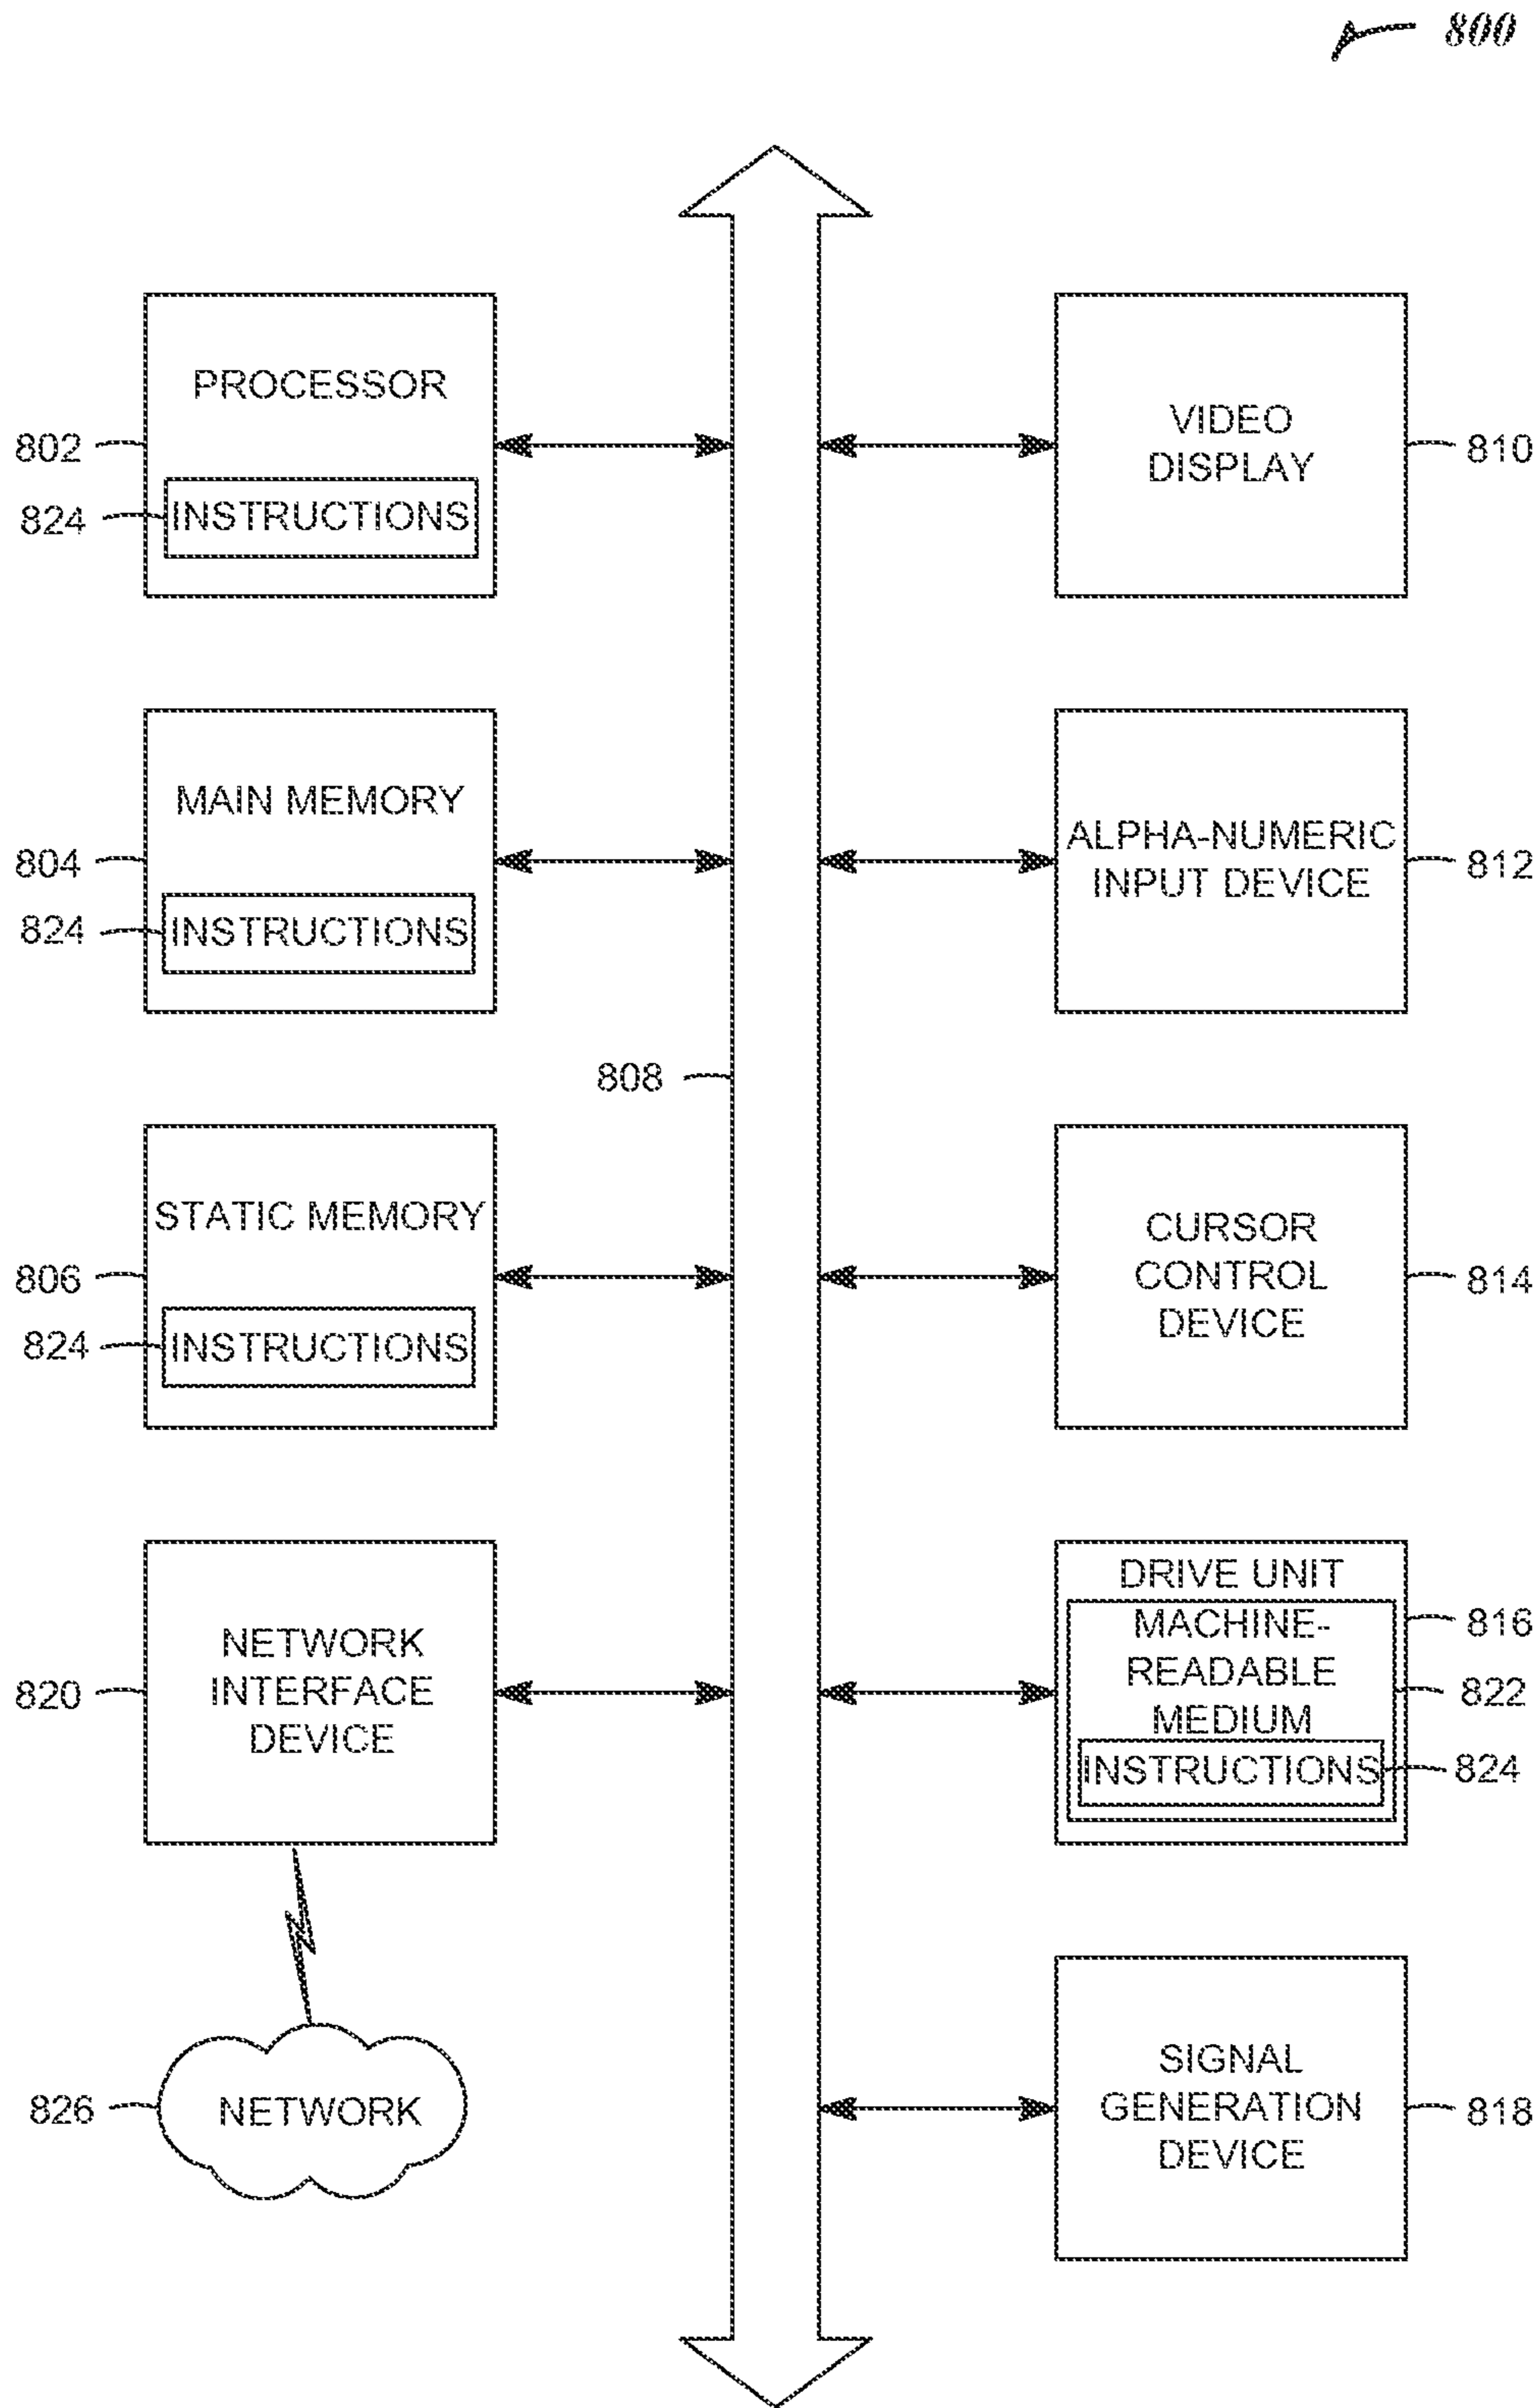 800
PROCESSOR
802
824
INSTRUCTIONS
VIDEO
DISPLAY
810
MAIN MEMORY
804
824
INSTRUCTIONS
ALPHA-NUMERIC
INPUT DEVICE
812
808
STATIC MEMORY
806
824
INSTRUCTIONS
CURSOR
CONTROL
DEVICE
814
NETWORK
INTERFACE
DEVICE
820
DRIVE UNIT
816
MACHINE-
READABLE
MEDIUM
822
INSTRUCTIONS
824
NETWORK
826
SIGNAL
GENERATION
DEVICE
818